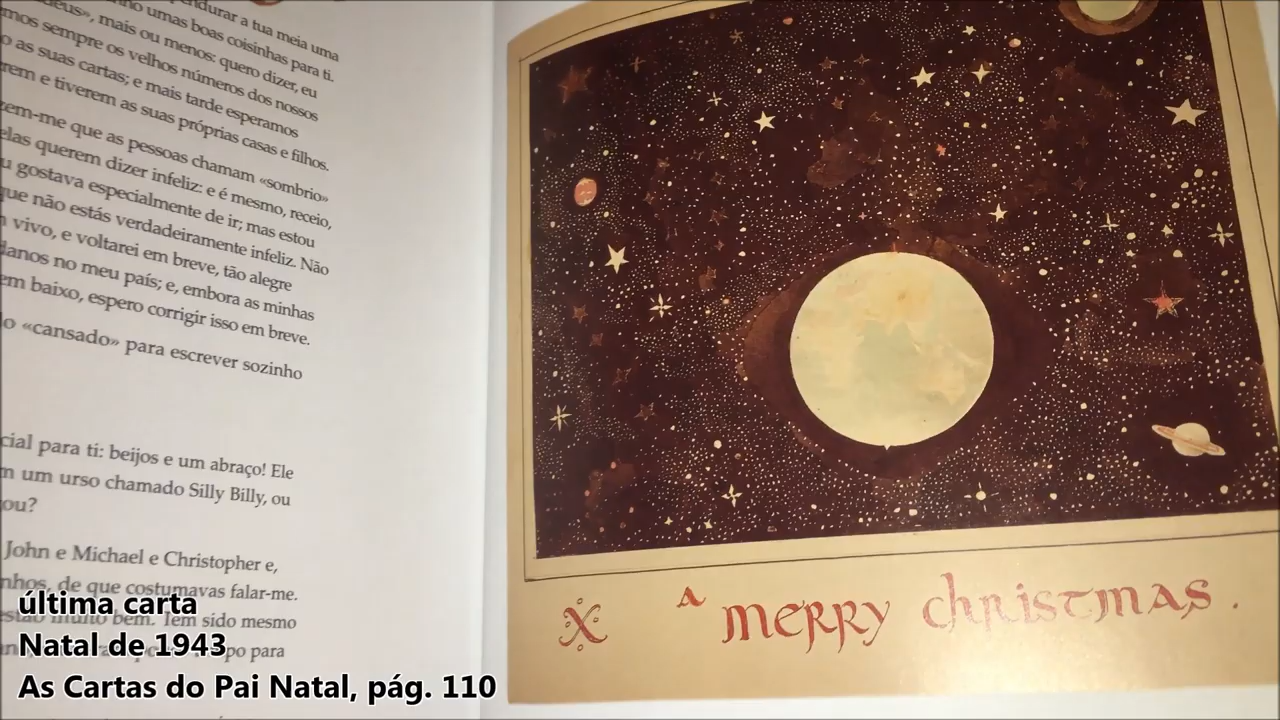 pendurar a tua meia uma
umas boas coisinhas para ti.
», mais ou menos: quero dizer, eu
mos sempre os velhos números dos nossos
o as suas cartas; e mais tarde esperamos
rem e tiverem as suas próprias casas e filhos.
zem-me que as pessoas chamam «sombrio»
elas querem dizer infeliz: e é mesmo, receio,
u gostava especialmente de ir; mas estou
que não estás verdadeiramente infeliz. Não
vivo, e voltarei em breve, tão alegre
danos no meu país; e, embora as minhas
em baixo, espero corrigir isso em breve.
do «cansado» para escrever sozinho
cial para ti: beijos e um abraço! Ele
m um urso chamado Silly Billy, ou
ou?
John e Michael e Christopher e,
nhos, de que costumavas falar-me.
muito bem. Tem sido mesmo
po para
última carta
Natal de 1943
As Cartas do Pai Natal, pág. 110
X A MERRY christmas.